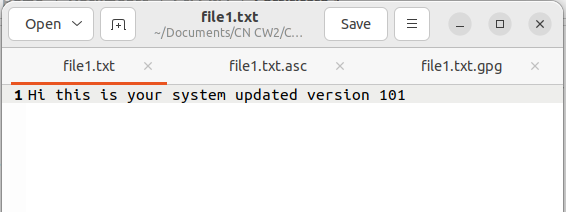 Open
file1.txt
~/Documents/CN CW2/C...
Save
file1.txt
file1.txt.asc
file1.txt.gpg
1 Hi this is your system updated version 101